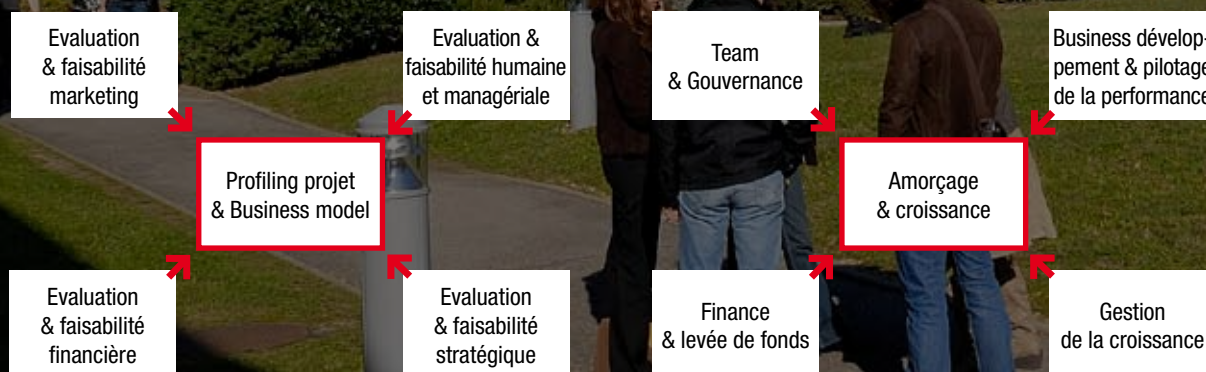 Evaluation
& faisabilité
marketing
Evaluation &
faisabilité humaine
et managériale
Profiling projet
& Business model
Evaluation
& faisabilité
financière
Evaluation
& faisabilité
stratégique
Team
& Gouvernance
Business dévelop-
pement & pilotage
de la performance
Amorçage
& croissance
Finance
& levée de fonds
Gestion
de la croissance